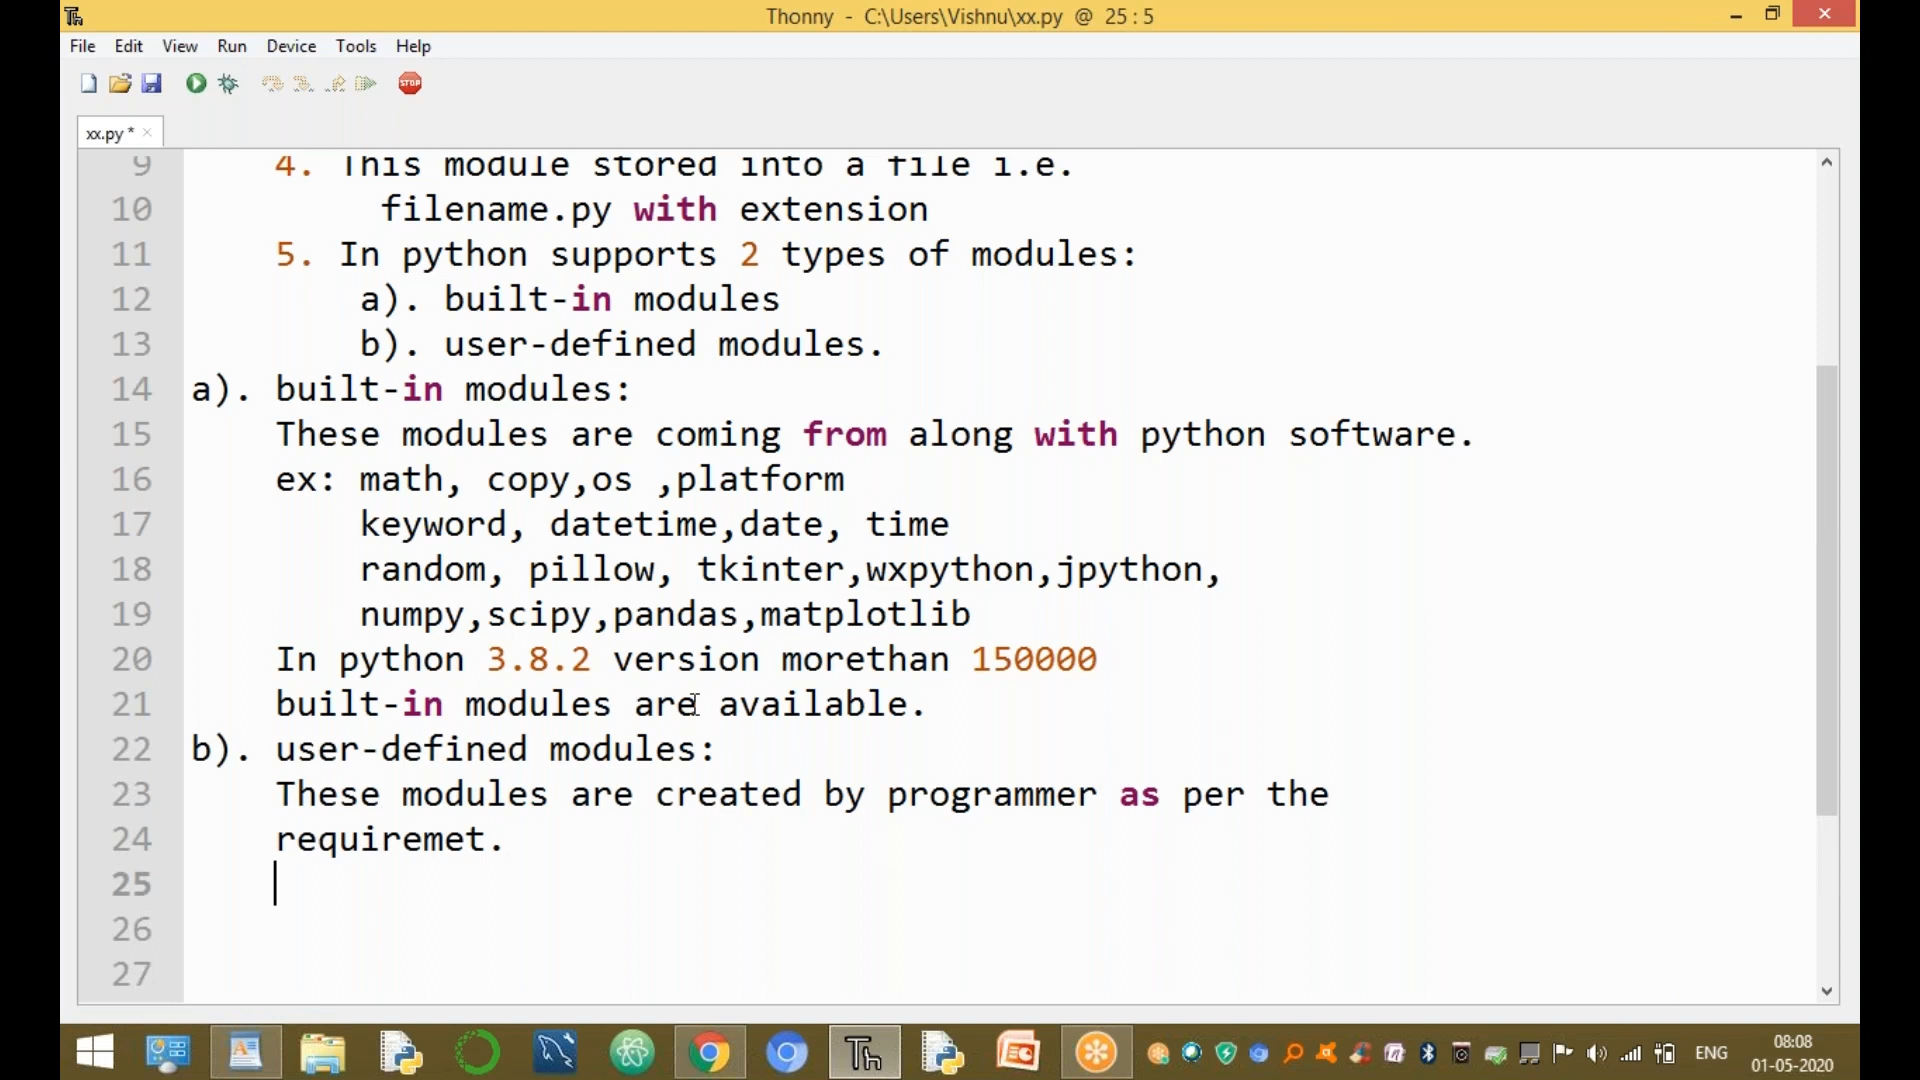 Thonny - C:\Users\Vishnu\xx.py @ 25 : 5
File Edit View Run Device Tools Help
STOP
xx.py *
9 4. This module stored into a file i.e.
10 filename.py with extension
11 5. In python supports 2 types of modules:
12 a). built-in modules
13 b). user-defined modules.
14 a). built-in modules:
15 These modules are coming from along with python software.
16 ex: math, copy,os ,platform
17 keyword, datetime,date, time
18 random, pillow, tkinter,wxpython,jpython,
19 numpy,scipy,pandas,matplotlib
20 In python 3.8.2 version morethan 150000
21 built-in modules are available.
22 b). user-defined modules:
23 These modules are created by programmer as per the
24 requiremet.
25
26
27
Th
ENG
08:08
01-05-2020